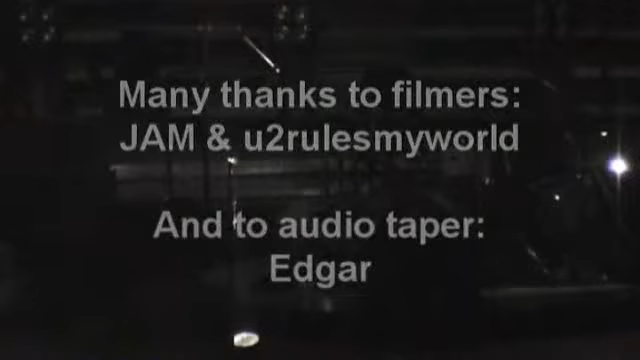 Many thanks to filmers:
JAM & u2rulesmyworld
And to audio taper:
Edgar